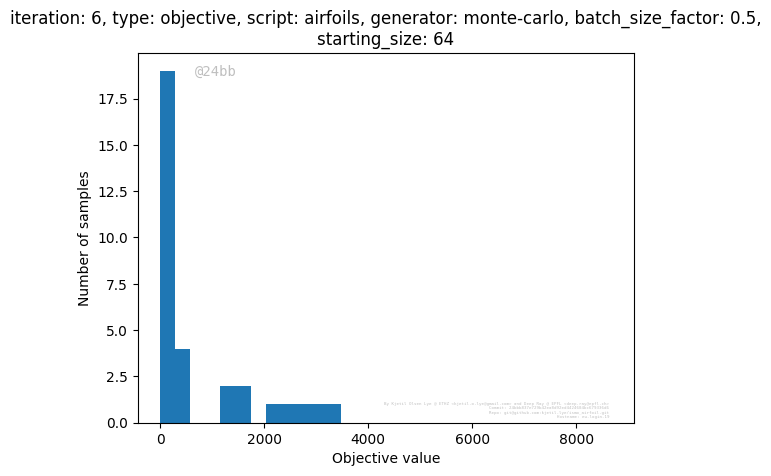 iteration: 6, type: objective, script: airfoils, generator: monte-carlo, batch_size_factor: 0.5,
starting_size: 64
@24bb
17.5
15.0
12.5
10.0
7.5
5.0
2.5
0.0
Number of samples
0 2000 4000 6000 8000
Objective value